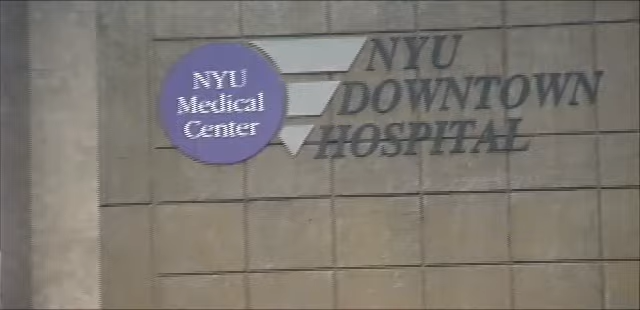 NYU
Medical
Center
NYU
DOWNTOWN
HOSPITAL